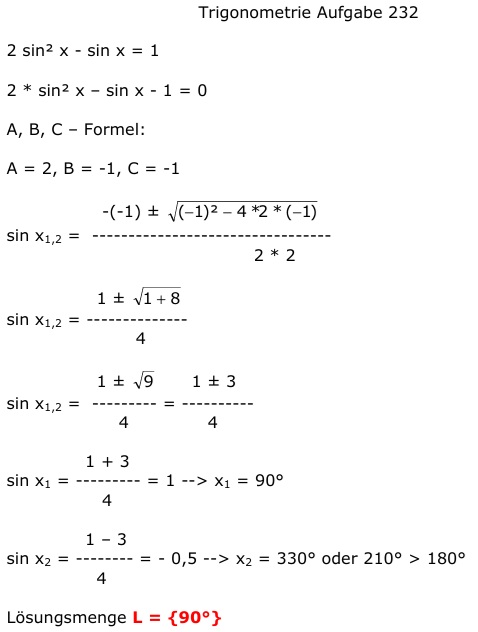 Trigonometrie Aufgabe 232
2 sin² x - sin x = 1
2 * sin² x – sin x - 1 = 0
A, B, C – Formel:
A = 2, B = -1, C = -1
-(-1) ± √(−1)² − 4 *2 * (−1)
sin x₁,₂ = ---------------------------------
2 * 2
1 ± √1 + 8
sin x₁,₂ = --------------
4
1 ± √9 1 ± 3
sin x₁,₂ = --------- = ----------
4 4
1 + 3
sin x₁ = --------- = 1 --> x₁ = 90°
4
1 – 3
sin x₂ = -------- = - 0,5 --> x₂ = 330° oder 210° > 180°
4
Lösungsmenge L = {90°}